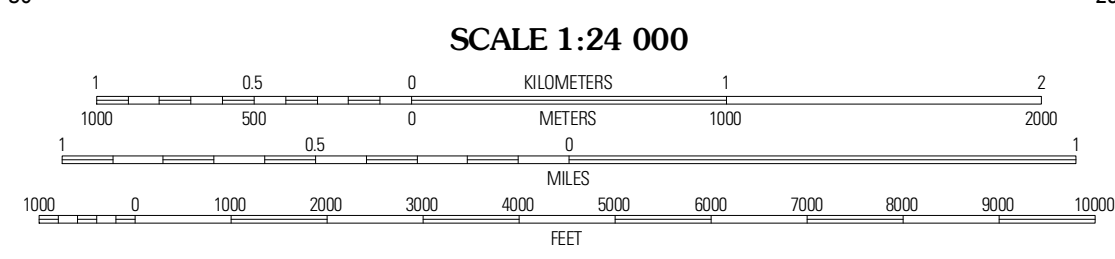 SCALE 1:24 000
1 0.5 0 KILOMETERS 1 2
1000 500 0 METERS 1000 2000
1 0.5 0 1
MILES
1000 0 1000 2000 3000 4000 5000 6000 7000 8000 9000 10000
FEET